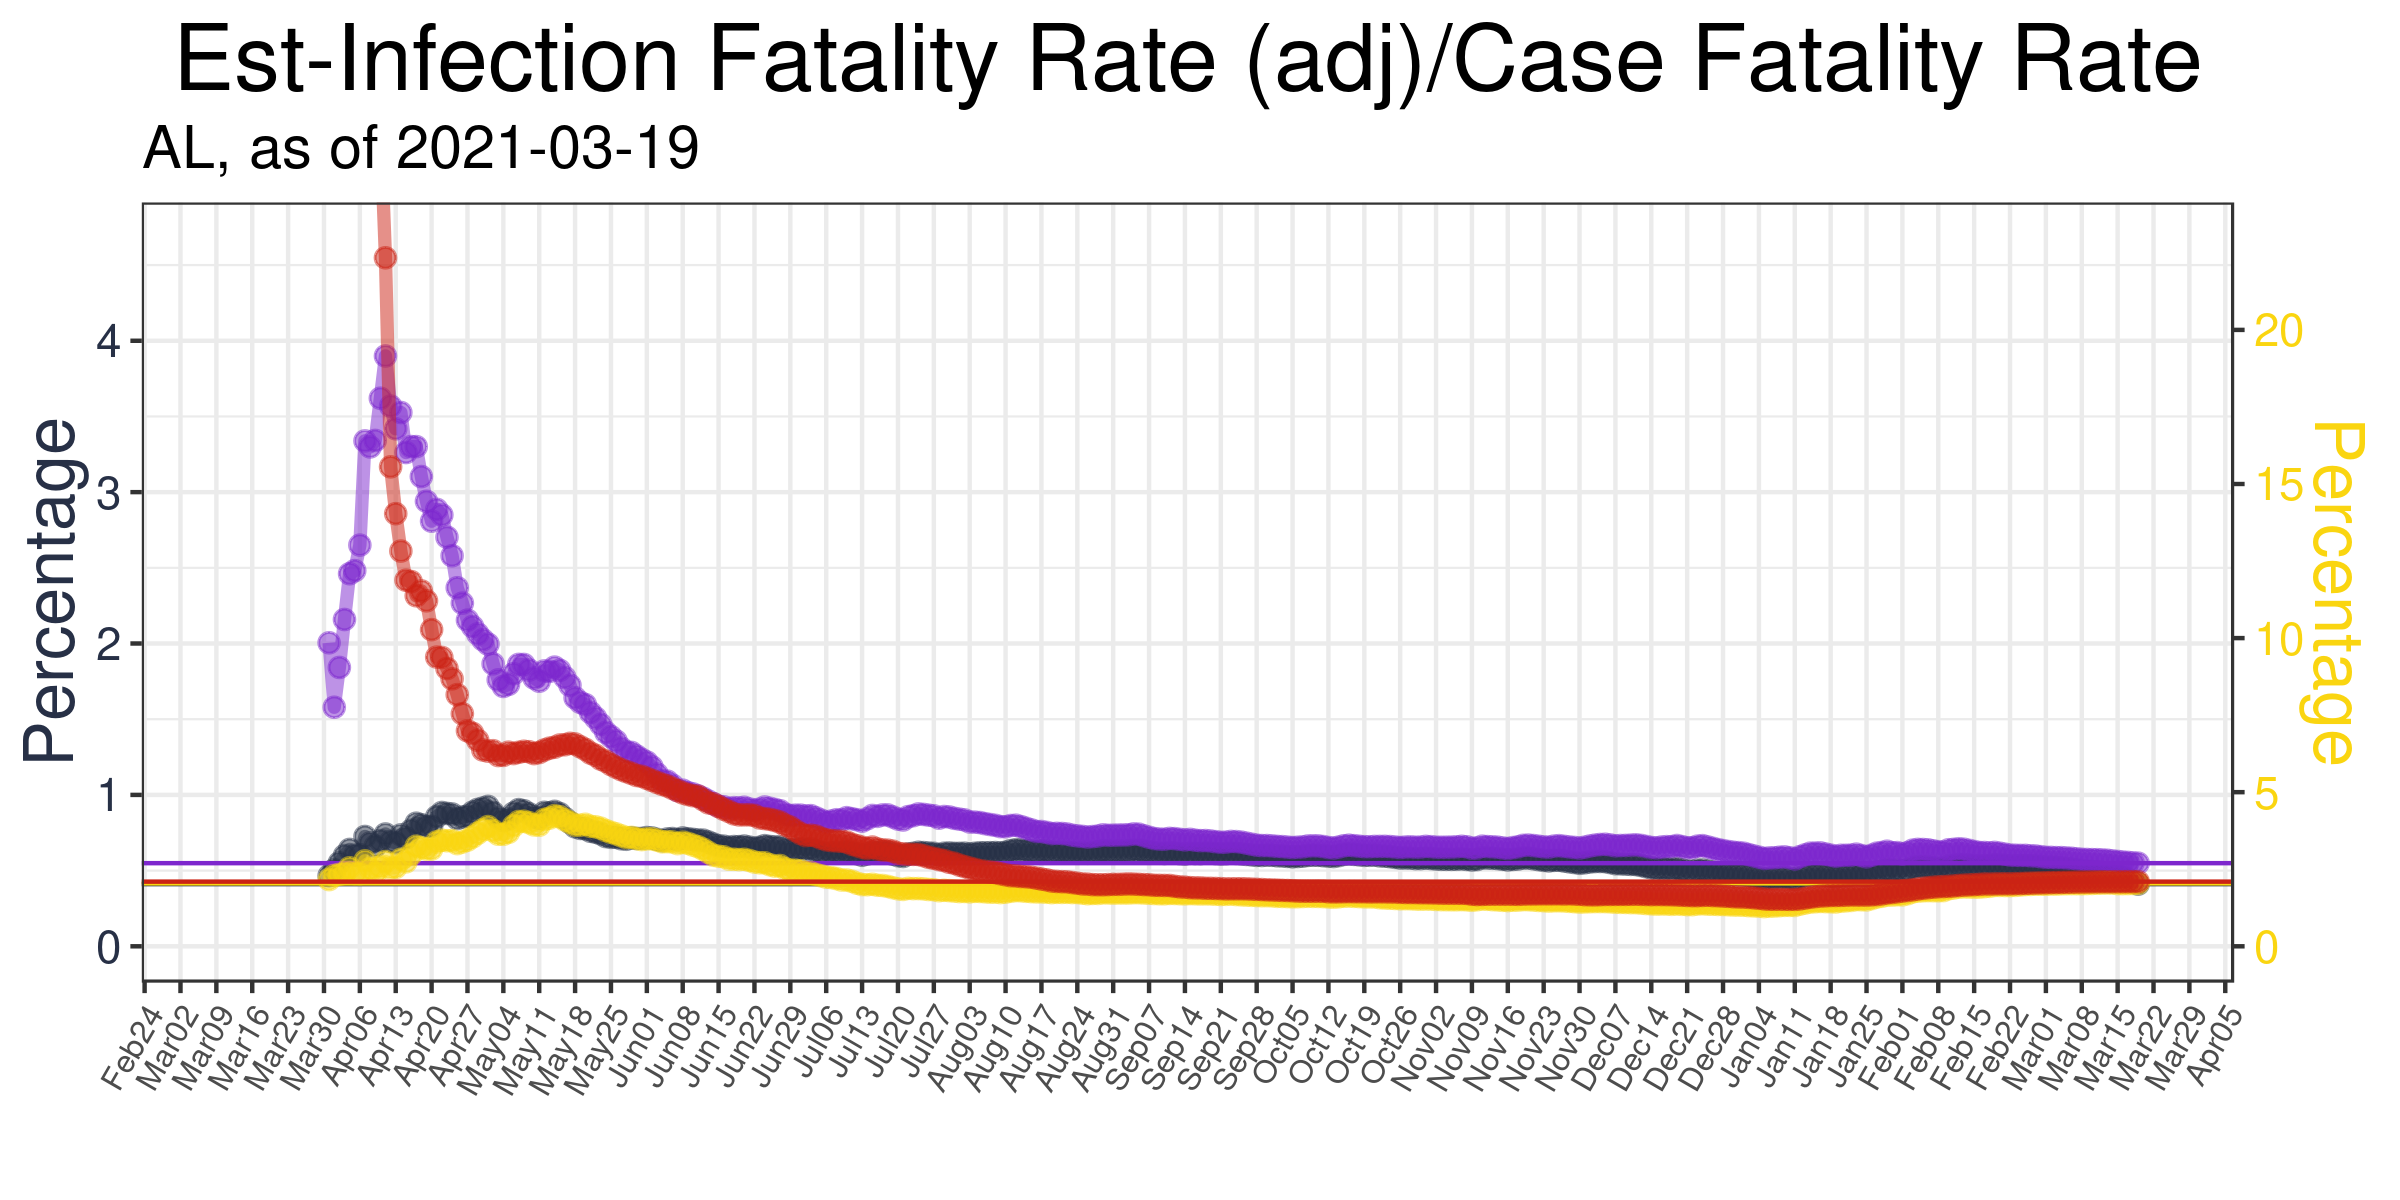 Est-Infection Fatality Rate (adj)/Case Fatality Rate
AL, as of 2021-03-19
Percentage
4
3
2
1
0
20
15
10
5
0
Percentage
Feb24
Mar02
Mar09
Mar16
Mar23
Mar30
Apr06
Apr13
Apr20
Apr27
May04
May11
May18
May25
Jun01
Jun08
Jun15
Jun22
Jun29
Jul06
Jul13
Jul20
Jul27
Aug03
Aug10
Aug17
Aug24
Aug31
Sep07
Sep14
Sep21
Sep28
Oct05
Oct12
Oct19
Oct26
Nov02
Nov09
Nov16
Nov23
Nov30
Dec07
Dec14
Dec21
Dec28
Jan04
Jan11
Jan18
Jan25
Feb01
Feb08
Feb15
Feb22
Mar01
Mar08
Mar15
Mar22
Mar29
Apr05